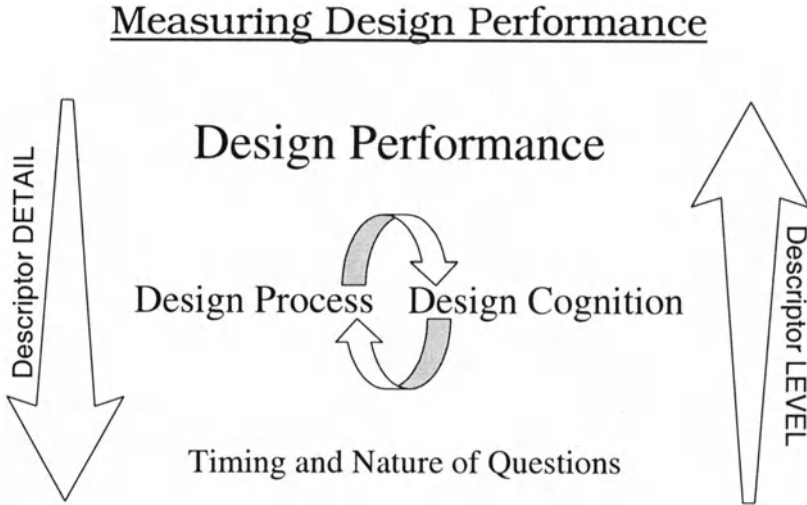 Measuring Design Performance
Design Performance
Descriptor DETAIL
Descriptor LEVEL
Design Process Design Cognition
Timing and Nature of Questions